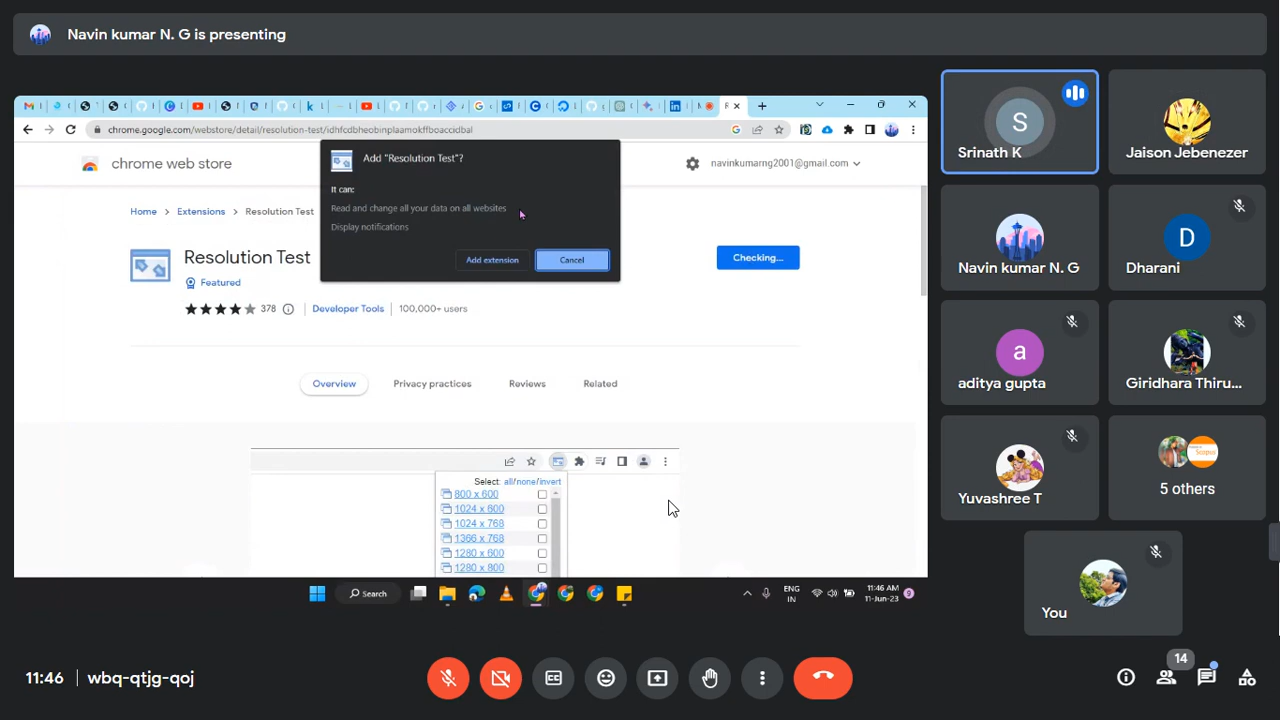 Navin kumar N. G is presenting
chrome.google.com/webstore/detail/resolution-test/idhfcdbheobinplaamokffboaccidbal
chrome web store
navinkumarng2001@gmail.com
Add "Resolution Test"?
It can:
Read and change all your data on all websites
Display notifications
Add extension
Cancel
Home
Extensions
Resolution Test
Resolution Test
Checking...
Featured
378
Developer Tools
100,000+ users
Overview
Privacy practices
Reviews
Related
Select: all/none/invert
800 x 600
1024 x 600
1024 x 768
1366 x 768
1280 x 600
1280 x 800
Search
ENG
IN
11:46 AM
11-Jun-23
9
S
Srinath K
Jaison Jebenezer
Navin kumar N. G
D
Dharani
a
aditya gupta
Giridhara Thiru...
Yuvashree T
5 others
You
11:46
wbq-qtjg-qoj
14